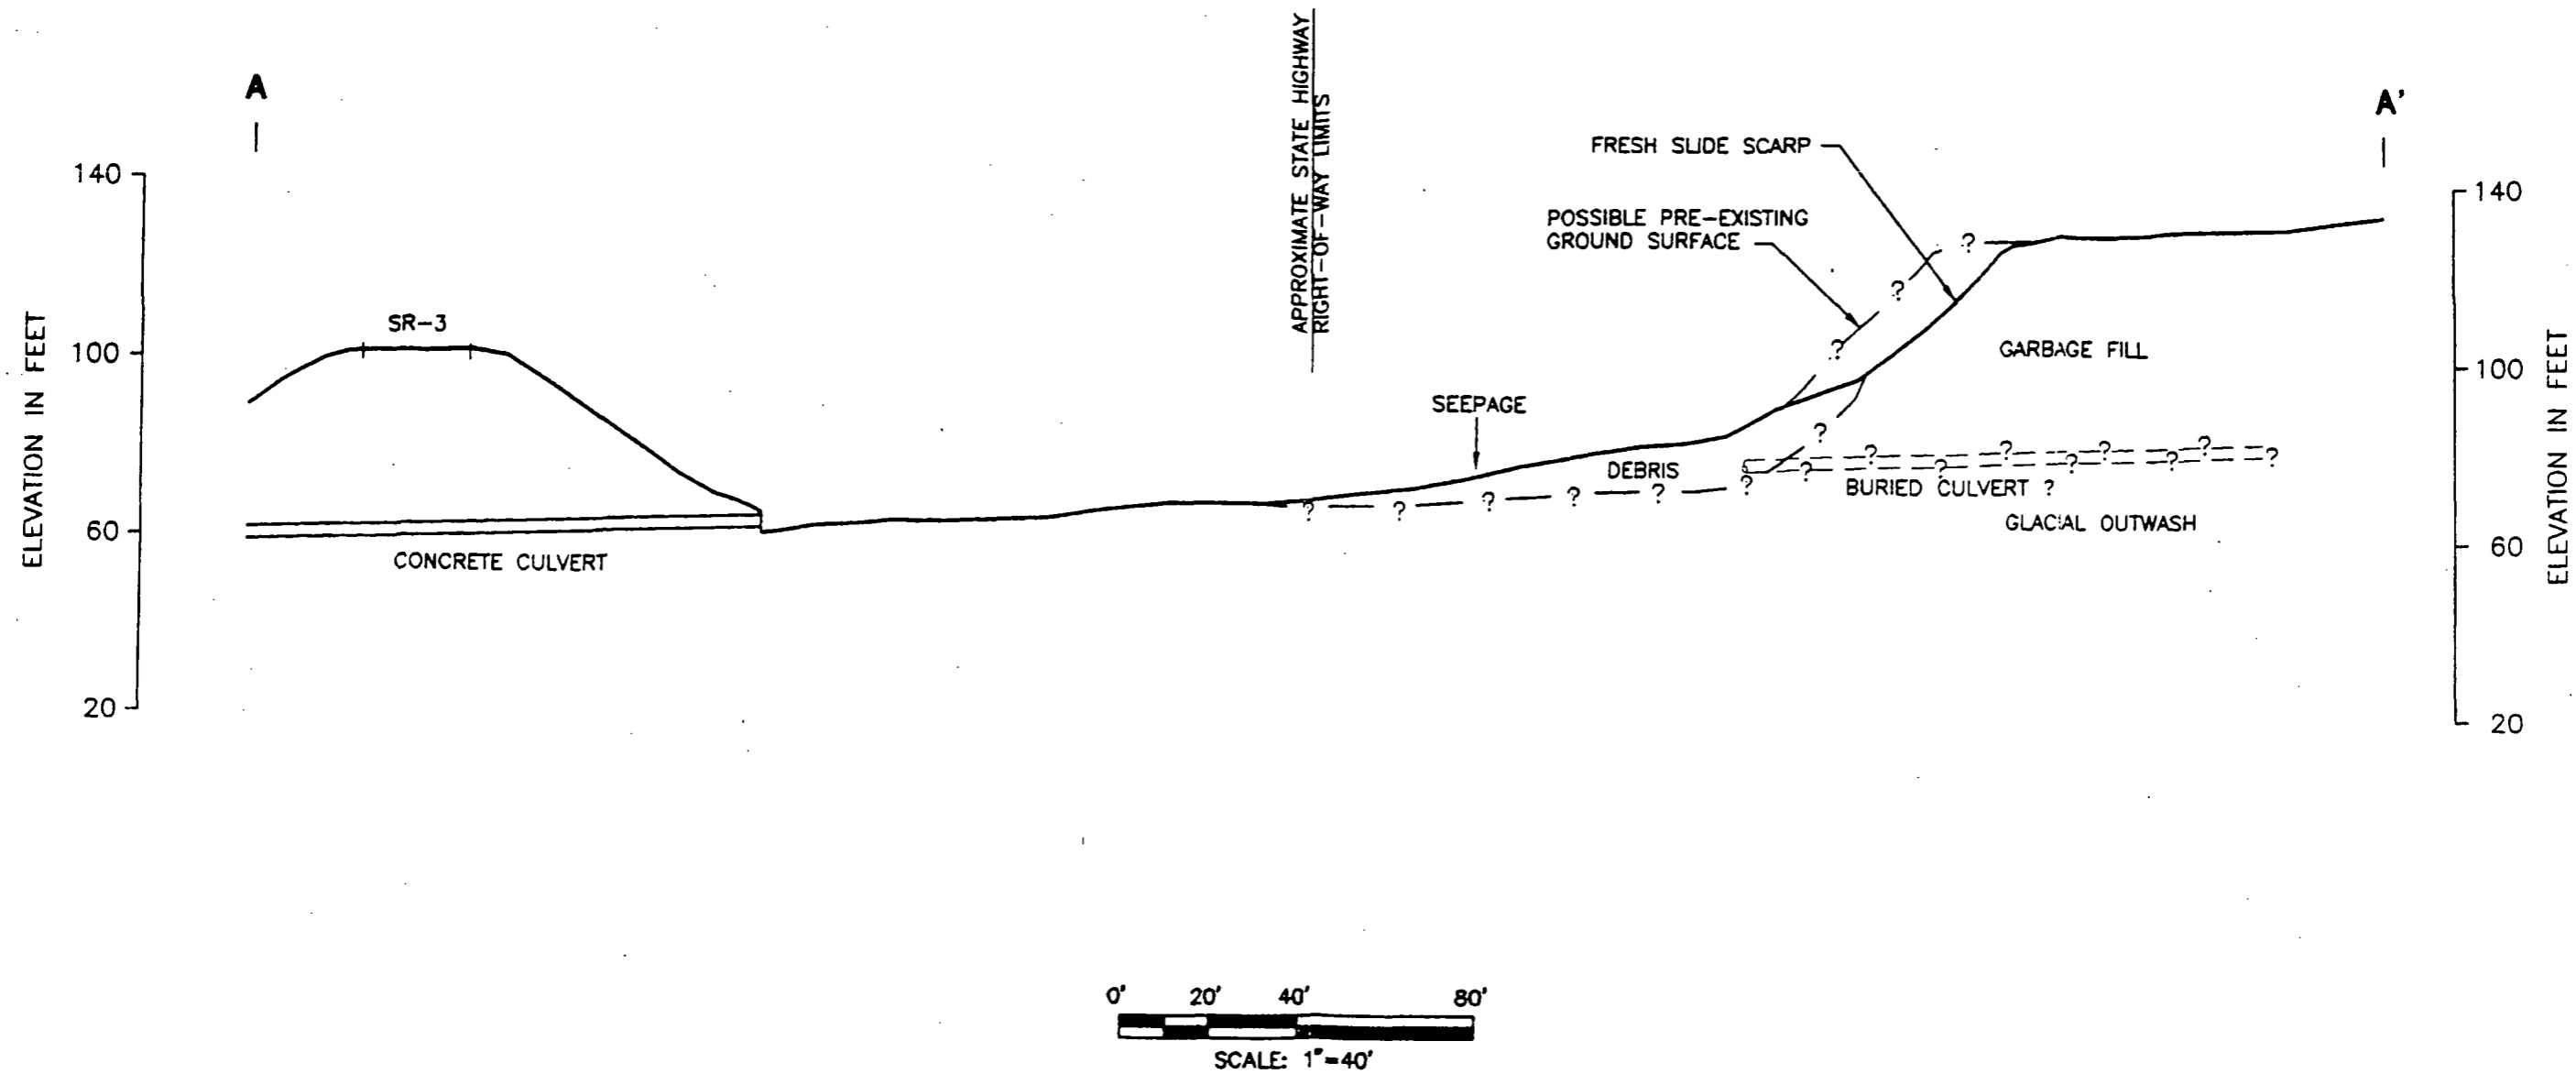 A
A'
APPROXIMATE STATE HIGHWAY
RIGHT-OF-WAY LIMITS
FRESH SLIDE SCARP
POSSIBLE PRE-EXISTING
GROUND SURFACE
?
?
?
140
100
60
20
ELEVATION IN FEET
SR-3
CONCRETE CULVERT
SEEPAGE
DEBRIS
GARBAGE FILL
?
? ? ? ?
? ? ? ? ?
BURIED CULVERT ?
? ? ? ? ? ?
GLACIAL OUTWASH
140
100
60
20
ELEVATION IN FEET
0' 20' 40' 80'
SCALE: 1"=40'